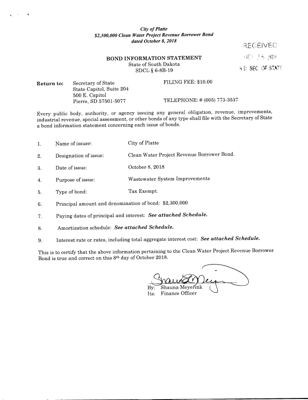 City of Platte
$2,300,000 Clean Water Project Revenue Borrower Bond
dated October 8, 2018
RECEIVED
BOND INFORMATION STATEMENT
State of South Dakota
SDCL § 6-8B-19
SEC. OF STATE
Return to: Secretary of State FILING FEE: $10.00
State Capitol, Suite 204
500 E. Capitol
Pierre, SD 57501-5077 TELEPHONE: # (605) 773-3537
Every public body, authority, or agency issuing any general obligation, revenue, improvements,
industrial revenue, special assessment, or other bonds of any type shall file with the Secretary of State
a bond information statement concerning each issue of bonds.
1. Name of issuer: City of Platte
2. Designation of issue: Clean Water Project Revenue Borrower Bond.
3. Date of issue: October 8, 2018
4. Purpose of issue: Wastewater System Improvements
5. Type of bond: Tax Exempt.
6. Principal amount and denomination of bond: $2,300,000
7. Paying dates of principal and interest: See attached Schedule.
8. Amortization schedule: See attached Schedule.
9. Interest rate or rates, including total aggregate interest cost: See attached Schedule.
This is to certify that the above information pertaining to the Clean Water Project Revenue Borrower
Bond is true and correct on this 8th day of October 2018.
By: Shauna Meyerink
Its: Finance Officer